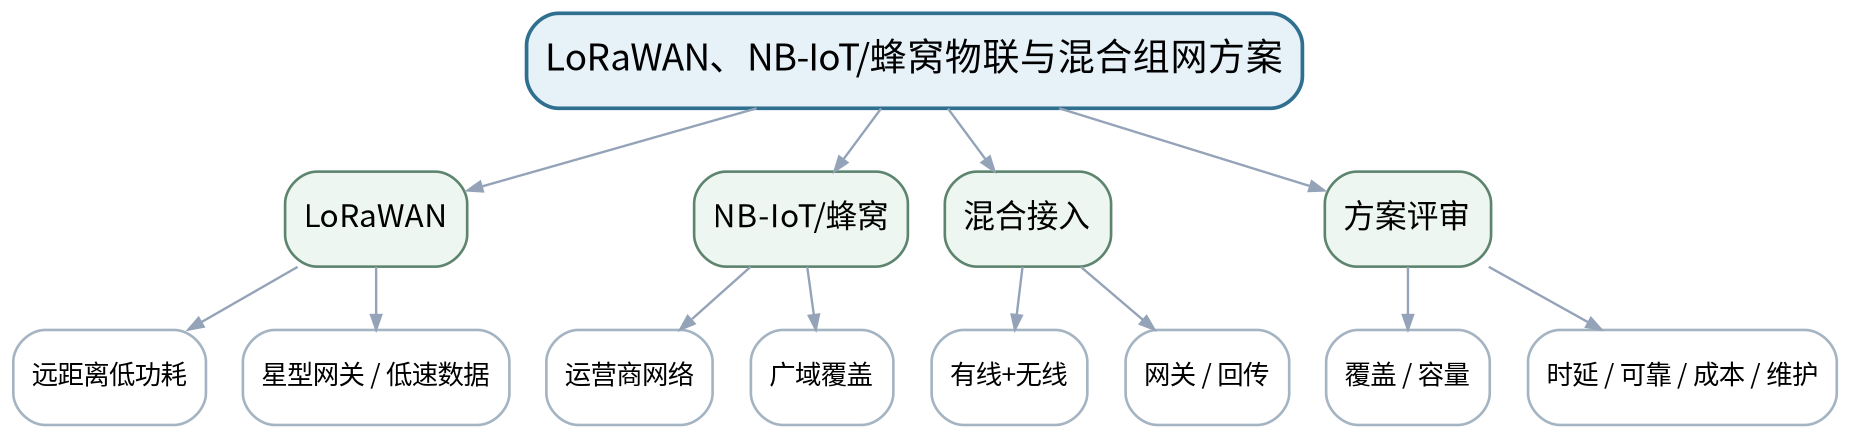 LoRaWAN、NB-IoT/蜂窝物联与混合组网方案
LoRaWAN
NB-IoT/蜂窝
混合接入
方案评审
远距离低功耗
星型网关 / 低速数据
运营商网络
广域覆盖
有线+无线
网关 / 回传
覆盖 / 容量
时延 / 可靠 / 成本 / 维护